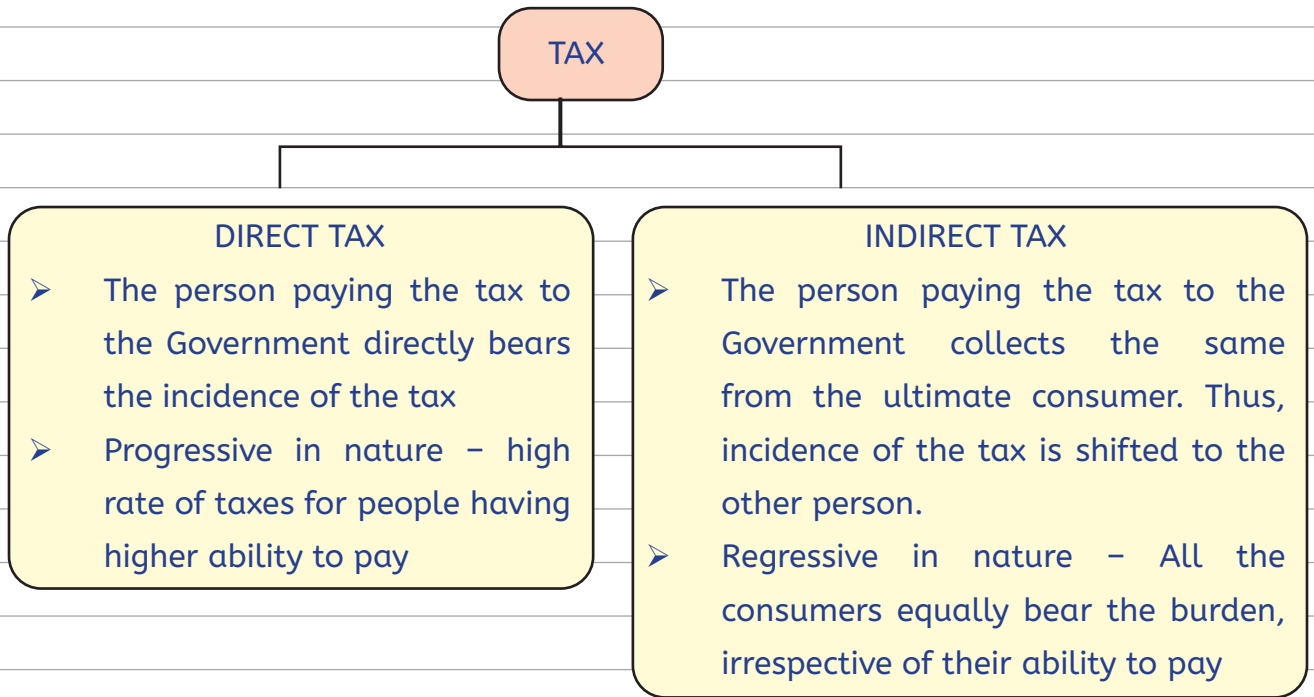 TAX
DIRECT TAX
➢ The person paying the tax to
the Government directly bears
the incidence of the tax
➢ Progressive in nature – high
rate of taxes for people having
higher ability to pay
INDIRECT TAX
➢ The person paying the tax to the
Government collects the same
from the ultimate consumer. Thus,
incidence of the tax is shifted to the
other person.
➢ Regressive in nature – All the
consumers equally bear the burden,
irrespective of their ability to pay